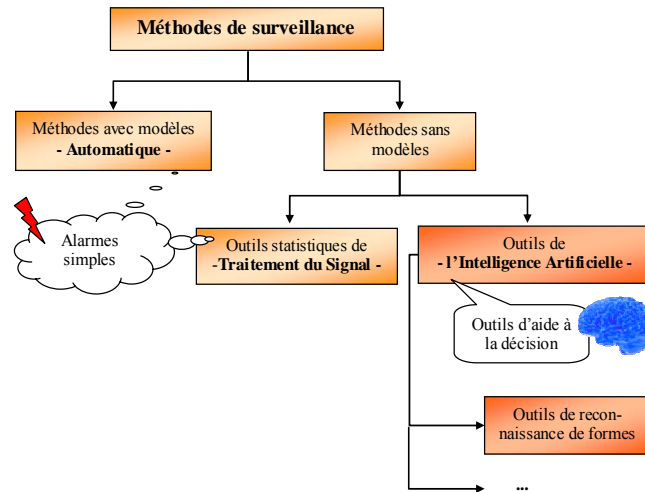 Méthodes de surveillance
Méthodes avec modèles
- Automatique -
Méthodes sans
modèles
Alarmes
simples
Outils statistiques de
-Traitement du Signal -
Outils de
- l'Intelligence Artificielle -
Outils d'aide à
la décision
Outils de recon-
naissance de formes
...